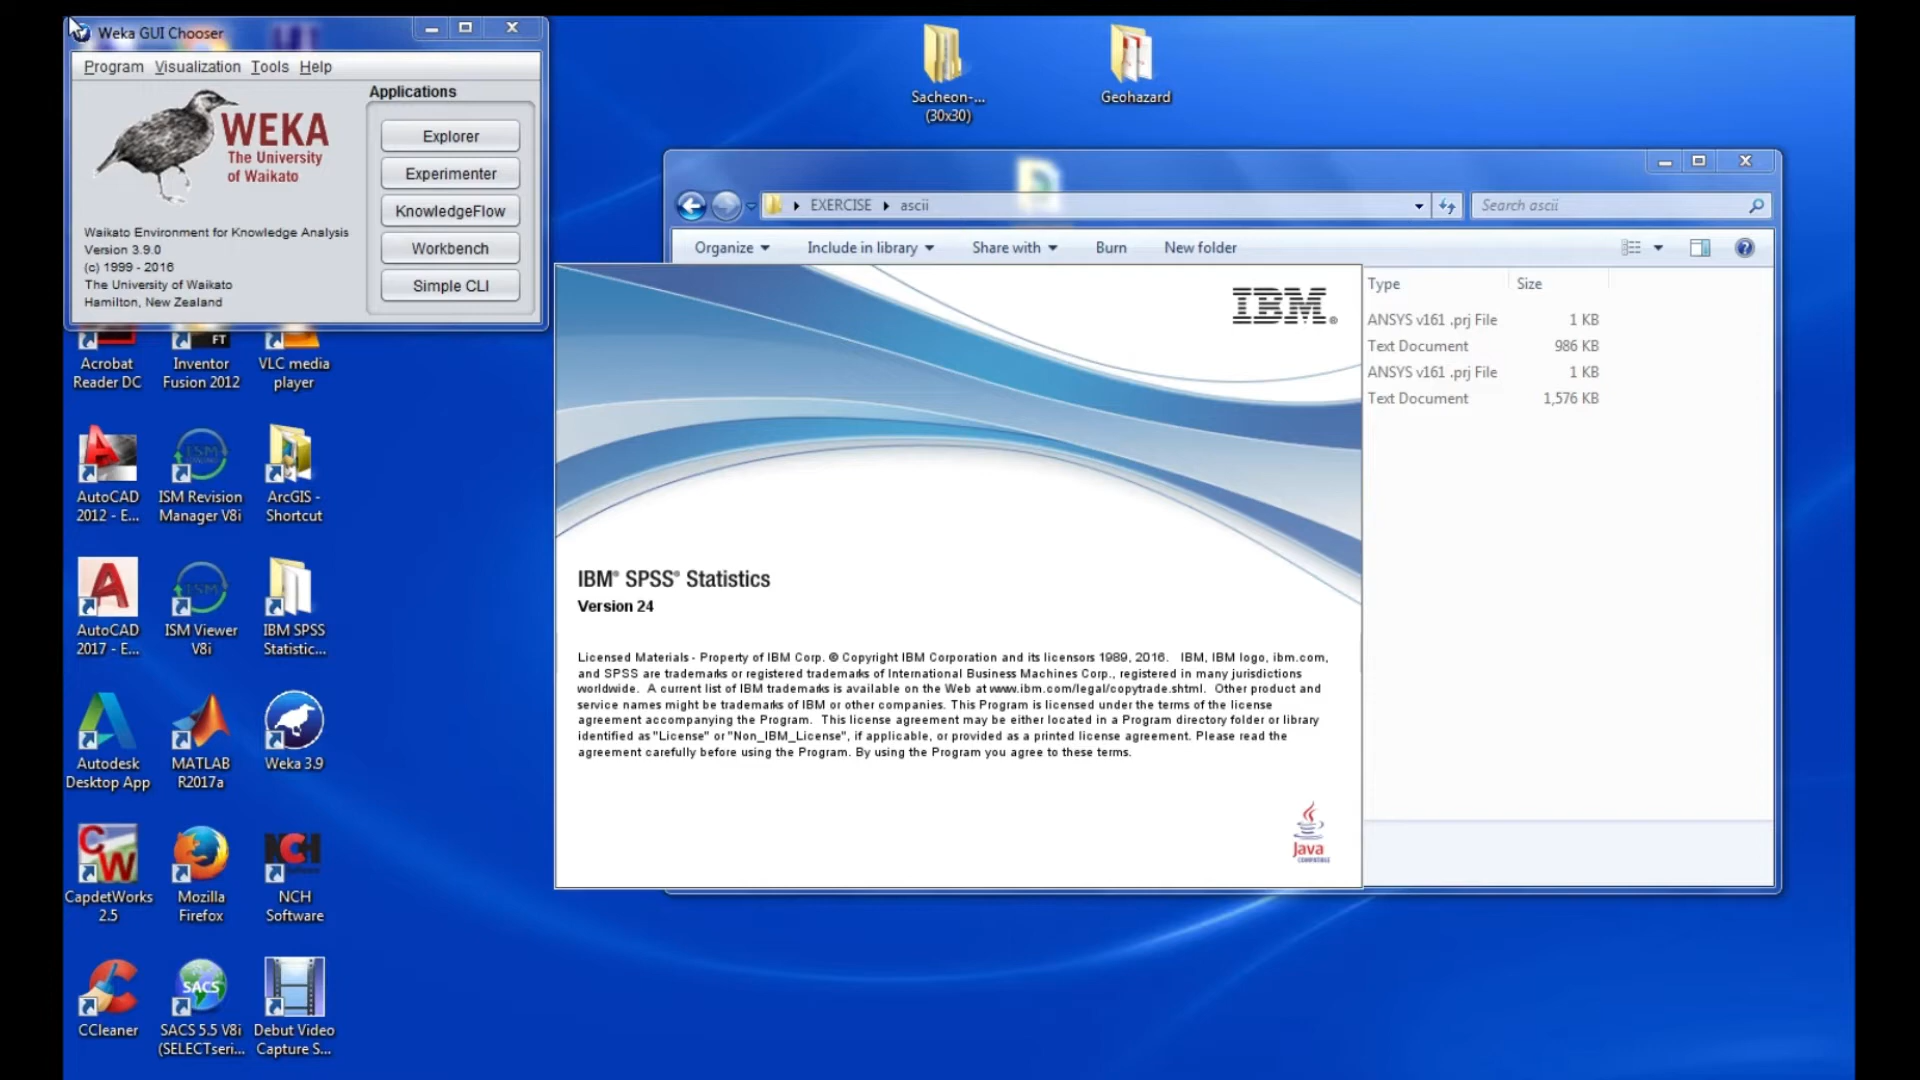 Weka GUI Chooser
Program Visualization Tools Help
WEKA
The University
of Waikato
Waikato Environment for Knowledge Analysis
Version 3.9.0
(c) 1999 - 2016
The University of Waikato
Hamilton, New Zealand
Applications
Explorer
Experimenter
KnowledgeFlow
Workbench
Simple CLI
Sacheon-...
(30x30)
Geohazard
EXERCISE ascii
Search ascii
Organize Include in library Share with Burn New folder
Type Size
ANSYS v161 .prj File 1 KB
Text Document 986 KB
ANSYS v161 .prj File 1 KB
Text Document 1,576 KB
IBM®
IBM® SPSS® Statistics
Version 24
Licensed Materials - Property of IBM Corp. © Copyright IBM Corporation and its licensors 1989, 2016. IBM, IBM logo, ibm.com,
and SPSS are trademarks or registered trademarks of International Business Machines Corp., registered in many jurisdictions
worldwide. A current list of IBM trademarks is available on the Web at www.ibm.com/legal/copytrade.shtml. Other product and
service names might be trademarks of IBM or other companies. This Program is licensed under the terms of the license
agreement accompanying the Program. This license agreement may be either located in a Program directory folder or library
identified as "License" or "Non_IBM_License", if applicable, or provided as a printed license agreement. Please read the
agreement carefully before using the Program. By using the Program you agree to these terms.
Java
COMPATIBLE
FT
Acrobat
Reader DC
Inventor
Fusion 2012
VLC media
player
AutoCAD
2012 - E...
ISM Revision
Manager V8i
ArcGIS -
Shortcut
AutoCAD
2017 - E...
ISM Viewer
V8i
IBM SPSS
Statistic...
Autodesk
Desktop App
MATLAB
R2017a
Weka 3.9
CW
CapdetWorks
2.5
Mozilla
Firefox
NCH
NCH
Software
CCleaner
SACS
SACS 5.5 V8i
(SELECTseri...
Debut Video
Capture S...